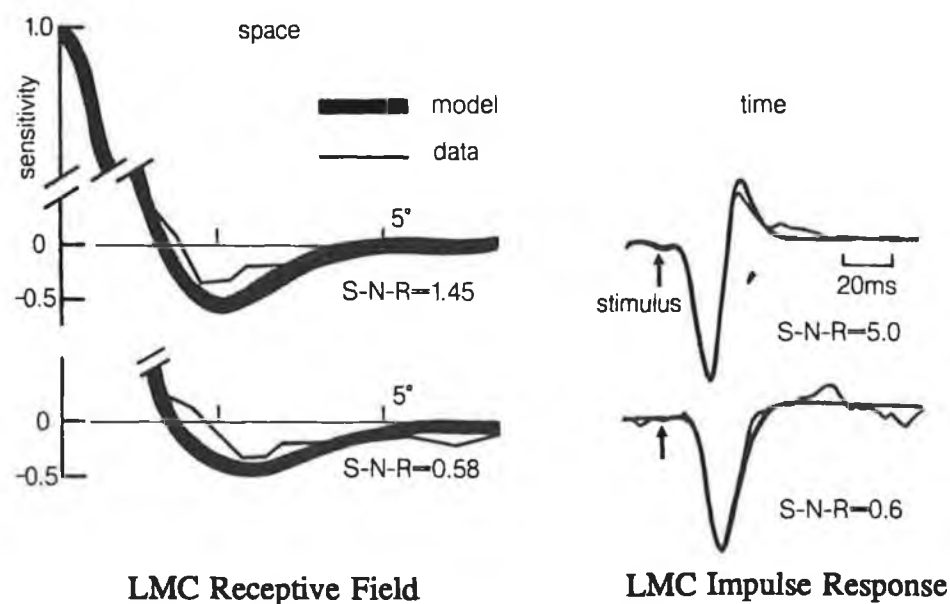 1.0
space
sensitivity
model
data
time
5°
0
-0.5
S-N-R=1.45
stimulus
20ms
S-N-R=5.0
5°
0
-0.5
S-N-R=0.58
S-N-R=0.6
LMC Receptive Field
LMC Impulse Response